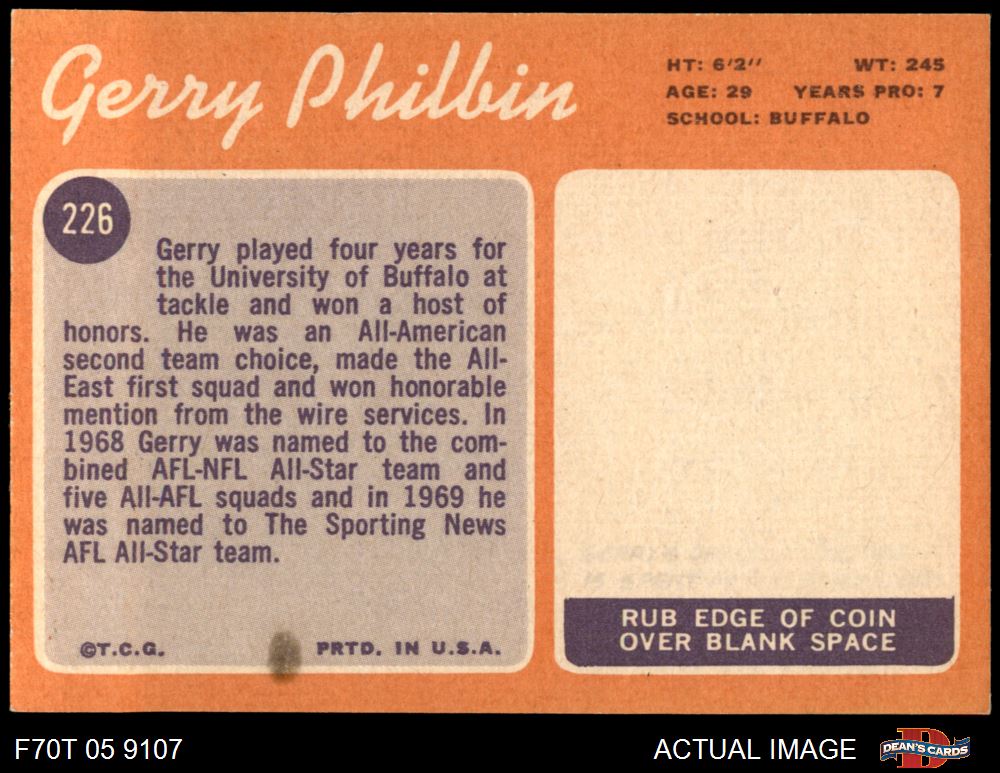 Gerry Philbin
HT: 6'2" WT: 245
AGE: 29 YEARS PRO: 7
SCHOOL: BUFFALO
226
Gerry played four years for
the University of Buffalo at
tackle and won a host of
honors. He was an All-American
second team choice, made the All-
East first squad and won honorable
mention from the wire services. In
1968 Gerry was named to the com-
bined AFL-NFL All-Star team and
five All-AFL squads and in 1969 he
was named to The Sporting News
AFL All-Star team.
©T.C.G. PRTD. IN U.S.A.
RUB EDGE OF COIN
OVER BLANK SPACE
F70T 05 9107
ACTUAL IMAGE
DEAN'S CARDS